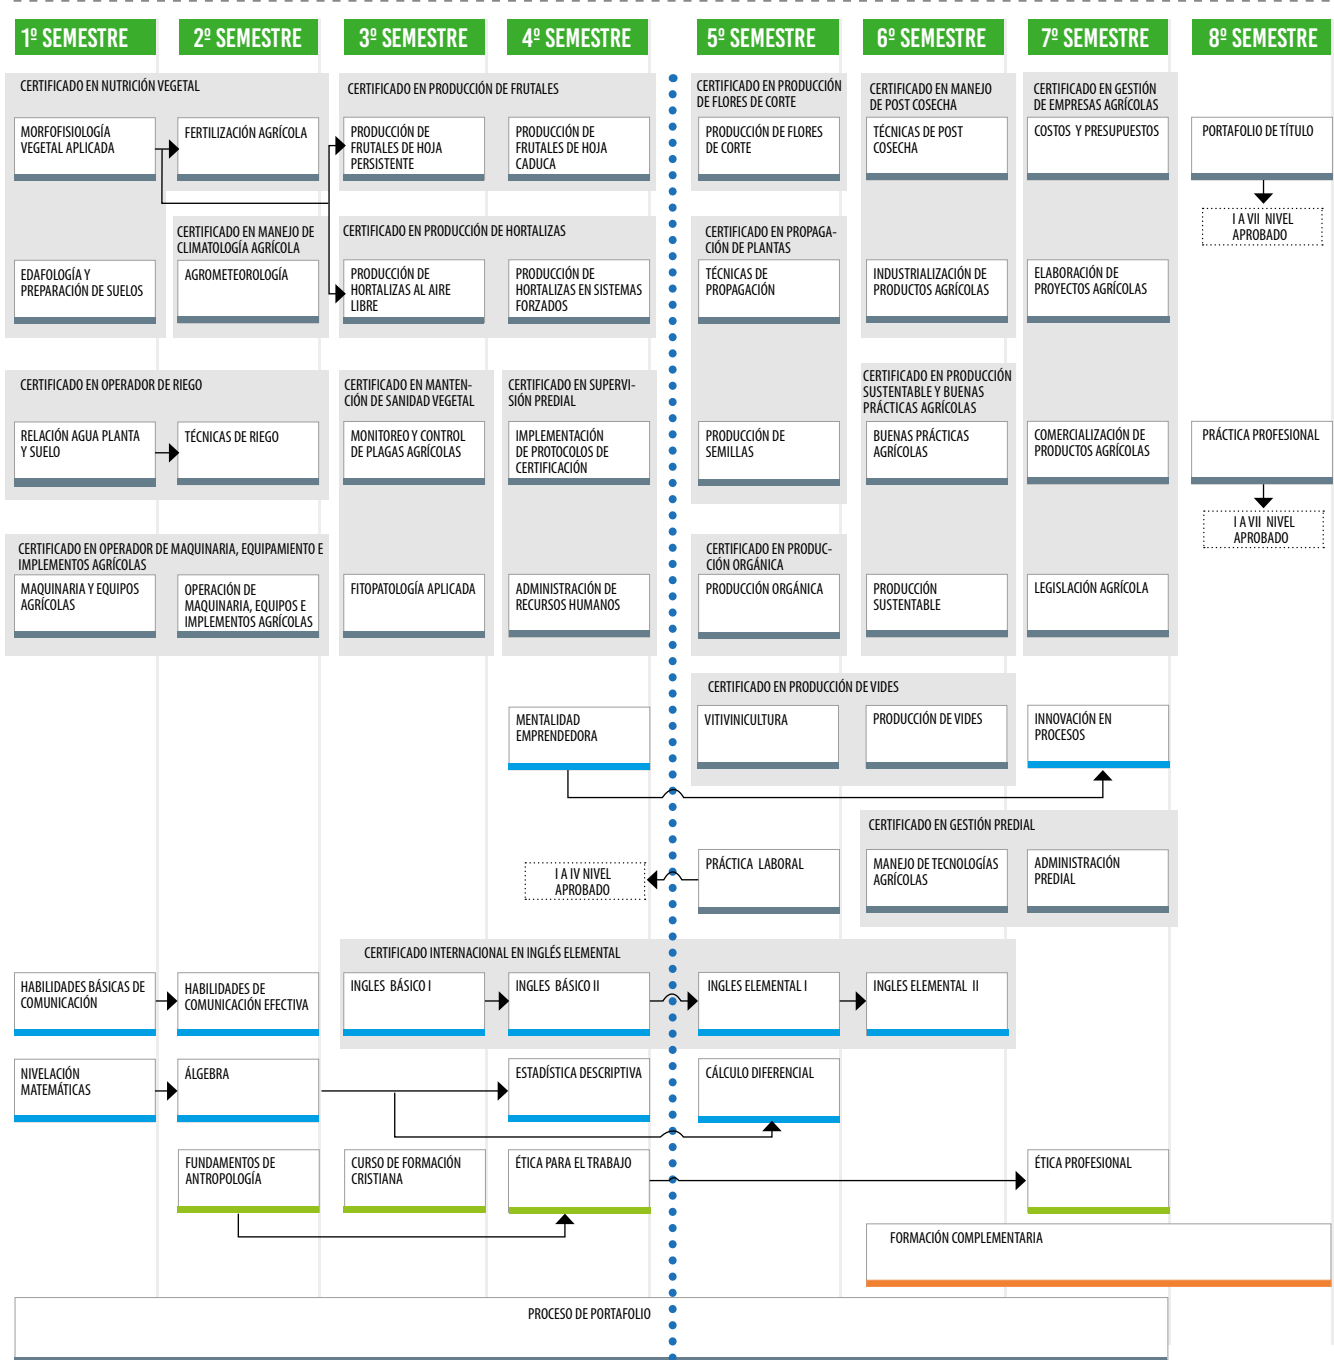 1º SEMESTRE
2º SEMESTRE
3º SEMESTRE
4º SEMESTRE
5º SEMESTRE
6º SEMESTRE
7º SEMESTRE
8º SEMESTRE
CERTIFICADO EN NUTRICIÓN VEGETAL
CERTIFICADO EN PRODUCCIÓN DE FRUTALES
CERTIFICADO EN PRODUCCIÓN
DE FLORES DE CORTE
CERTIFICADO EN MANEJO
DE POST COSECHA
CERTIFICADO EN GESTIÓN
DE EMPRESAS AGRÍCOLAS
MORFOFISIOLOGÍA
VEGETAL APLICADA
FERTILIZACIÓN AGRÍCOLA
PRODUCCIÓN DE
FRUTALES DE HOJA
PERSISTENTE
PRODUCCIÓN DE
FRUTALES DE HOJA
CADUCA
PRODUCCIÓN DE FLORES
DE CORTE
TÉCNICAS DE POST
COSECHA
COSTOS Y PRESUPUESTOS
PORTAFOLIO DE TÍTULO
I A VII NIVEL
APROBADO
CERTIFICADO EN MANEJO DE
CLIMATOLOGÍA AGRÍCOLA
CERTIFICADO EN PRODUCCIÓN DE HORTALIZAS
CERTIFICADO EN PROPAGA-
CIÓN DE PLANTAS
EDAFOLOGÍA Y
PREPARACIÓN DE SUELOS
AGROMETEOROLOGÍA
PRODUCCIÓN DE
HORTALIZAS AL AIRE
LIBRE
PRODUCCIÓN DE
HORTALIZAS EN SISTEMAS
FORZADOS
TÉCNICAS DE
PROPAGACIÓN
INDUSTRIALIZACIÓN DE
PRODUCTOS AGRÍCOLAS
ELABORACIÓN DE
PROYECTOS AGRÍCOLAS
CERTIFICADO EN OPERADOR DE RIEGO
CERTIFICADO EN MANTEN-
CIÓN DE SANIDAD VEGETAL
CERTIFICADO EN SUPERVI-
SIÓN PREDIAL
CERTIFICADO EN PRODUCCIÓN
SUSTENTABLE Y BUENAS
PRÁCTICAS AGRÍCOLAS
RELACIÓN AGUA PLANTA
Y SUELO
TÉCNICAS DE RIEGO
MONITOREO Y CONTROL
DE PLAGAS AGRÍCOLAS
IMPLEMENTACIÓN
DE PROTOCOLOS DE
CERTIFICACIÓN
PRODUCCIÓN DE
SEMILLAS
BUENAS PRÁCTICAS
AGRÍCOLAS
COMERCIALIZACIÓN DE
PRODUCTOS AGRÍCOLAS
PRÁCTICA PROFESIONAL
I A VII NIVEL
APROBADO
CERTIFICADO EN OPERADOR DE MAQUINARIA, EQUIPAMIENTO E
IMPLEMENTOS AGRÍCOLAS
CERTIFICADO EN PRODUC-
CIÓN ORGÁNICA
MAQUINARIA Y EQUIPOS
AGRÍCOLAS
OPERACIÓN DE
MAQUINARIA, EQUIPOS E
IMPLEMENTOS AGRÍCOLAS
FITOPATOLOGÍA APLICADA
ADMINISTRACIÓN DE
RECURSOS HUMANOS
PRODUCCIÓN ORGÁNICA
PRODUCCIÓN
SUSTENTABLE
LEGISLACIÓN AGRÍCOLA
CERTIFICADO EN PRODUCCIÓN DE VIDES
MENTALIDAD
EMPRENDEDORA
VITIVINICULTURA
PRODUCCIÓN DE VIDES
INNOVACIÓN EN
PROCESOS
CERTIFICADO EN GESTIÓN PREDIAL
I A IV NIVEL
APROBADO
PRÁCTICA LABORAL
MANEJO DE TECNOLOGÍAS
AGRÍCOLAS
ADMINISTRACIÓN
PREDIAL
CERTIFICADO INTERNACIONAL EN INGLÉS ELEMENTAL
HABILIDADES BÁSICAS DE
COMUNICACIÓN
HABILIDADES DE
COMUNICACIÓN EFECTIVA
INGLES BÁSICO I
INGLES BÁSICO II
INGLES ELEMENTAL I
INGLES ELEMENTAL II
NIVELACIÓN
MATEMÁTICAS
ÁLGEBRA
ESTADÍSTICA DESCRIPTIVA
CÁLCULO DIFERENCIAL
FUNDAMENTOS DE
ANTROPOLOGÍA
CURSO DE FORMACIÓN
CRISTIANA
ÉTICA PARA EL TRABAJO
ÉTICA PROFESIONAL
FORMACIÓN COMPLEMENTARIA
PROCESO DE PORTAFOLIO